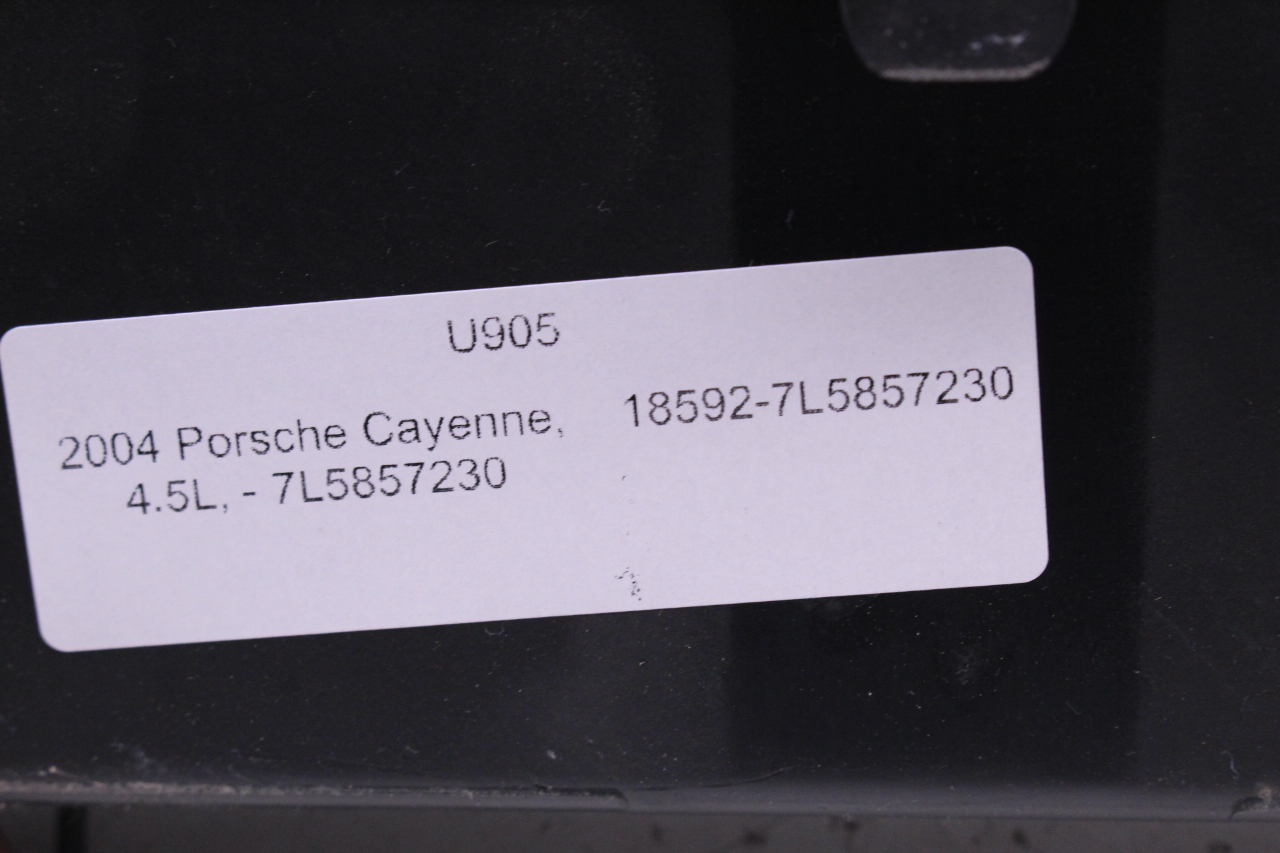 U905
2004 Porsche Cayenne,
4.5L, - 7L5857230
18592-7L5857230